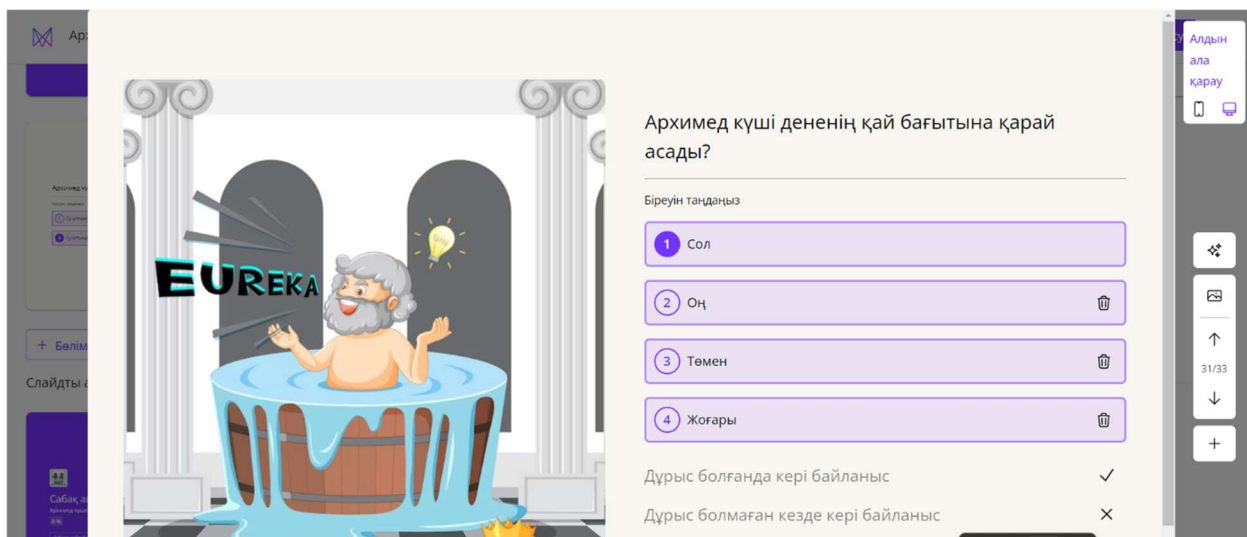 Алдын
ала
қарау
Архимед күші дененің қай бағытына қарай
асады?
Біреуін таңдаңыз
EUREKA
1 Сол
2 Оң
3 Төмен
4 Жоғары
Дұрыс болғанда кері байланыс
Дұрыс болмаған кезде кері байланыс
31/33
+ Бөлім
Слайдты
Сабақ